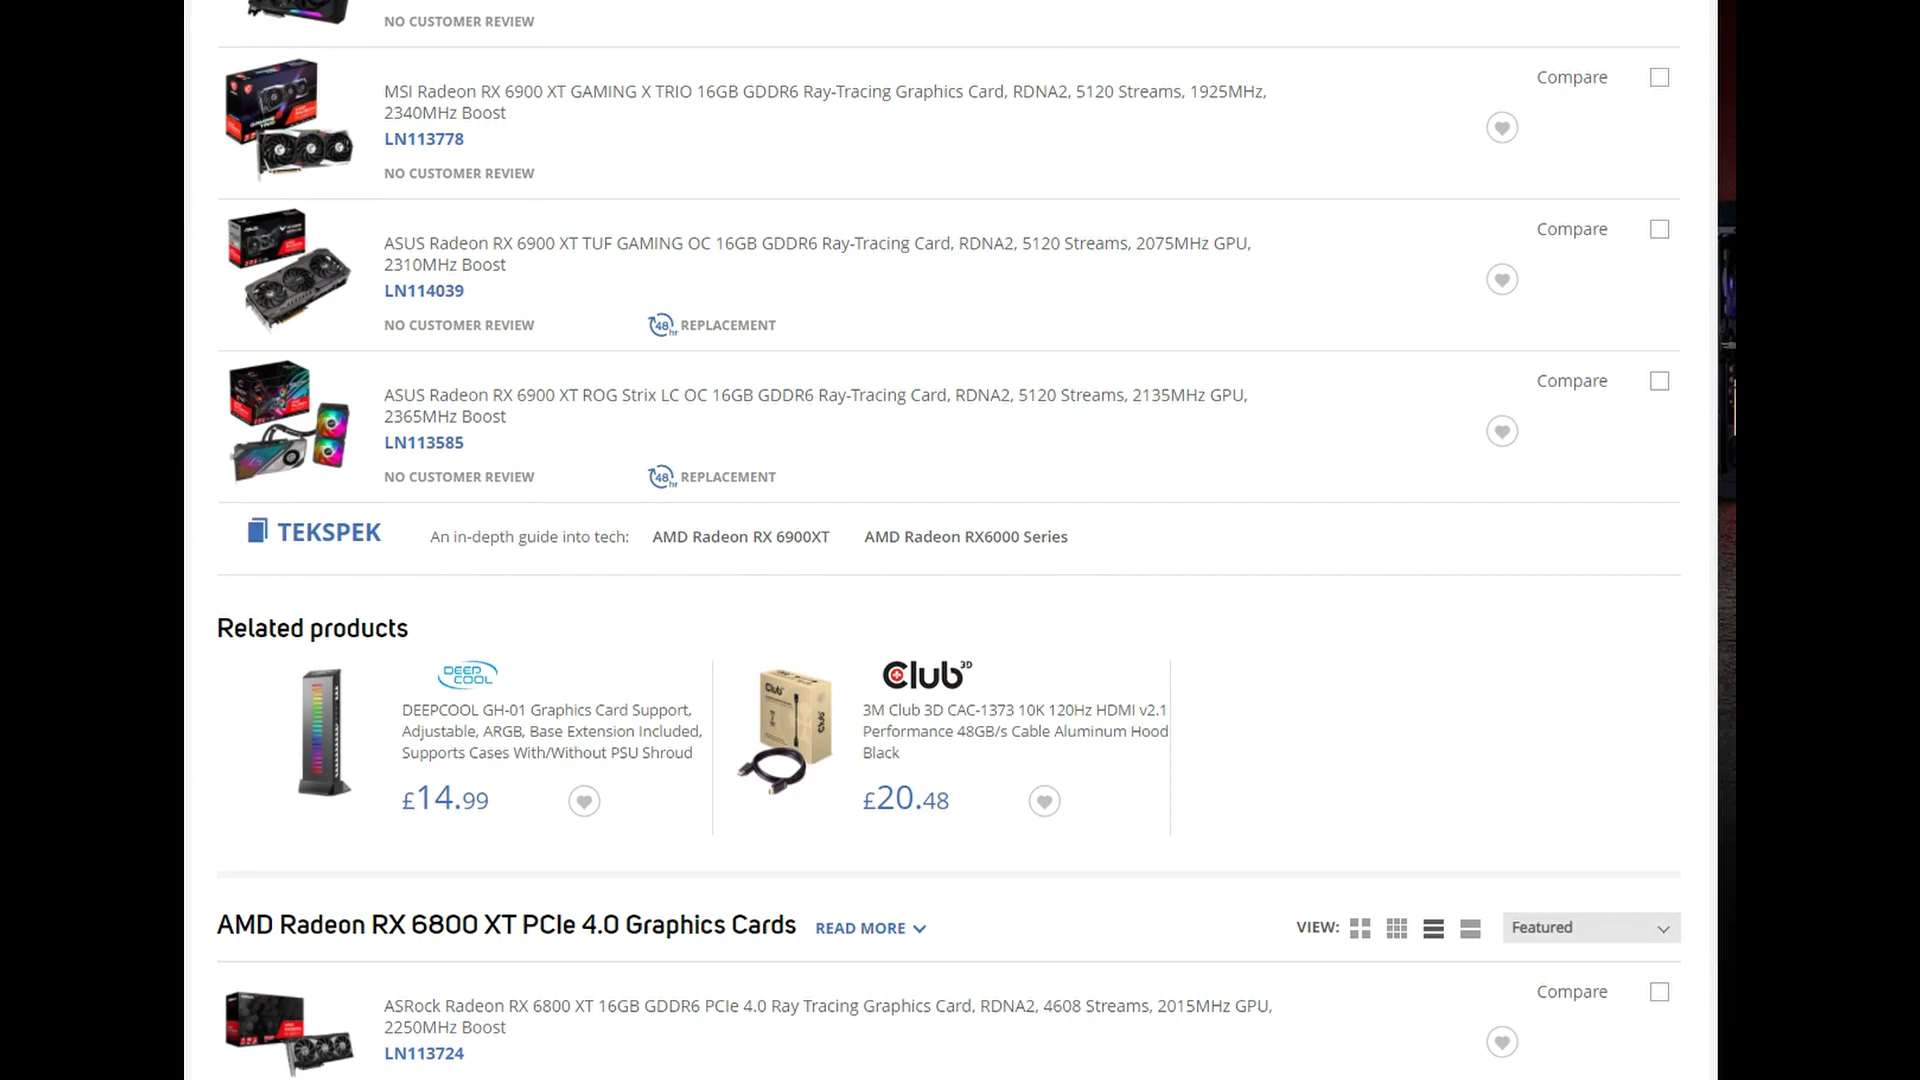 NO CUSTOMER REVIEW
MSI Radeon RX 6900 XT GAMING X TRIO 16GB GDDR6 Ray-Tracing Graphics Card, RDNA2, 5120 Streams, 1925MHz,
2340MHz Boost
LN113778
NO CUSTOMER REVIEW
Compare
ASUS Radeon RX 6900 XT TUF GAMING OC 16GB GDDR6 Ray-Tracing Card, RDNA2, 5120 Streams, 2075MHz GPU,
2310MHz Boost
LN114039
NO CUSTOMER REVIEW
48hr REPLACEMENT
Compare
ASUS Radeon RX 6900 XT ROG Strix LC OC 16GB GDDR6 Ray-Tracing Card, RDNA2, 5120 Streams, 2135MHz GPU,
2365MHz Boost
LN113585
NO CUSTOMER REVIEW
48hr REPLACEMENT
Compare
TEKSPEK
An in-depth guide into tech: AMD Radeon RX 6900XT AMD Radeon RX6000 Series
Related products
DEEP COOL
DEEPCOOL GH-01 Graphics Card Support,
Adjustable, ARGB, Base Extension Included,
Supports Cases With/Without PSU Shroud
£14.99
Club3D
3M Club 3D CAC-1373 10K 120Hz HDMI v2.1
Performance 48GB/s Cable Aluminum Hood
Black
£20.48
AMD Radeon RX 6800 XT PCIe 4.0 Graphics Cards READ MORE
VIEW: Featured
ASRock Radeon RX 6800 XT 16GB GDDR6 PCIe 4.0 Ray Tracing Graphics Card, RDNA2, 4608 Streams, 2015MHz GPU,
2250MHz Boost
LN113724
Compare